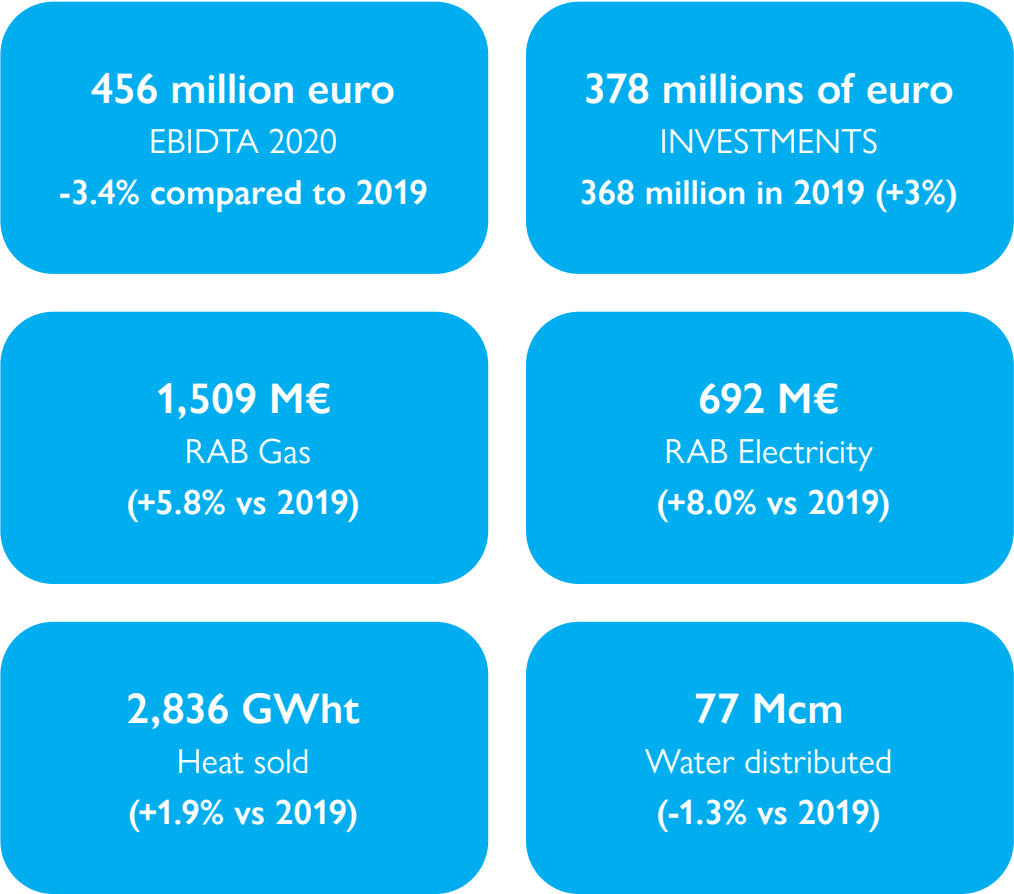 456 million euro
EBIDTA 2020
-3.4% compared to 2019
378 millions of euro
INVESTMENTS
368 million in 2019 (+3%)
1,509 M€
RAB Gas
(+5.8% vs 2019)
692 M€
RAB Electricity
(+8.0% vs 2019)
2,836 GWht
Heat sold
(+1.9% vs 2019)
77 Mcm
Water distributed
(-1.3% vs 2019)